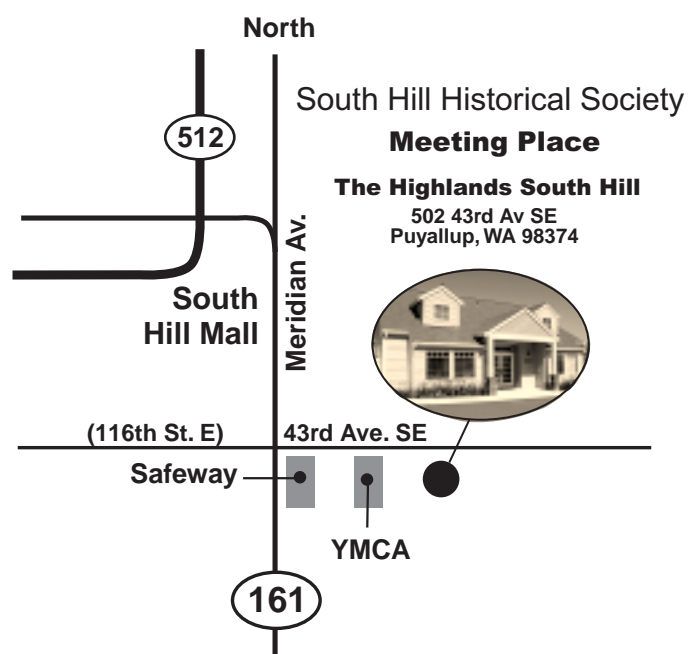 North
South Hill Historical Society
Meeting Place
The Highlands South Hill
502 43rd Av SE
Puyallup, WA 98374
512
Meridian Av.
South
Hill Mall
(116th St. E)
43rd Ave. SE
Safeway
YMCA
161